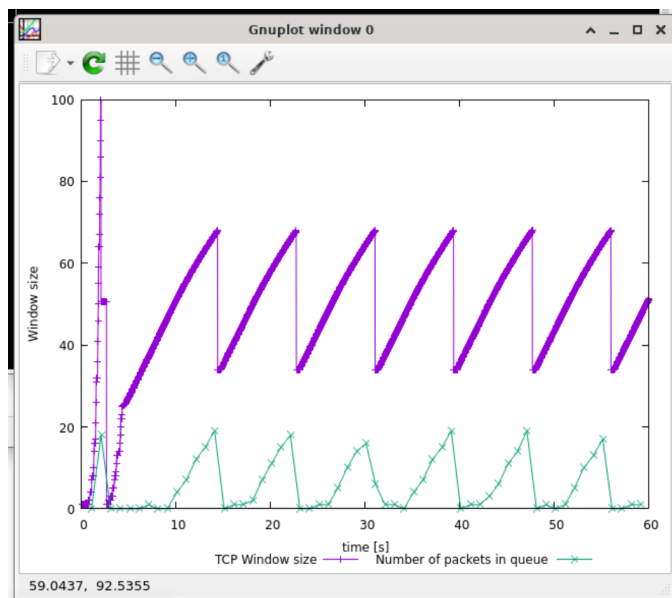 Gnuplot window 0
Window size
100
80
60
40
20
0
0 10 20 30 40 50 60
time [s]
TCP Window size Number of packets in queue
59.0437, 92.5355